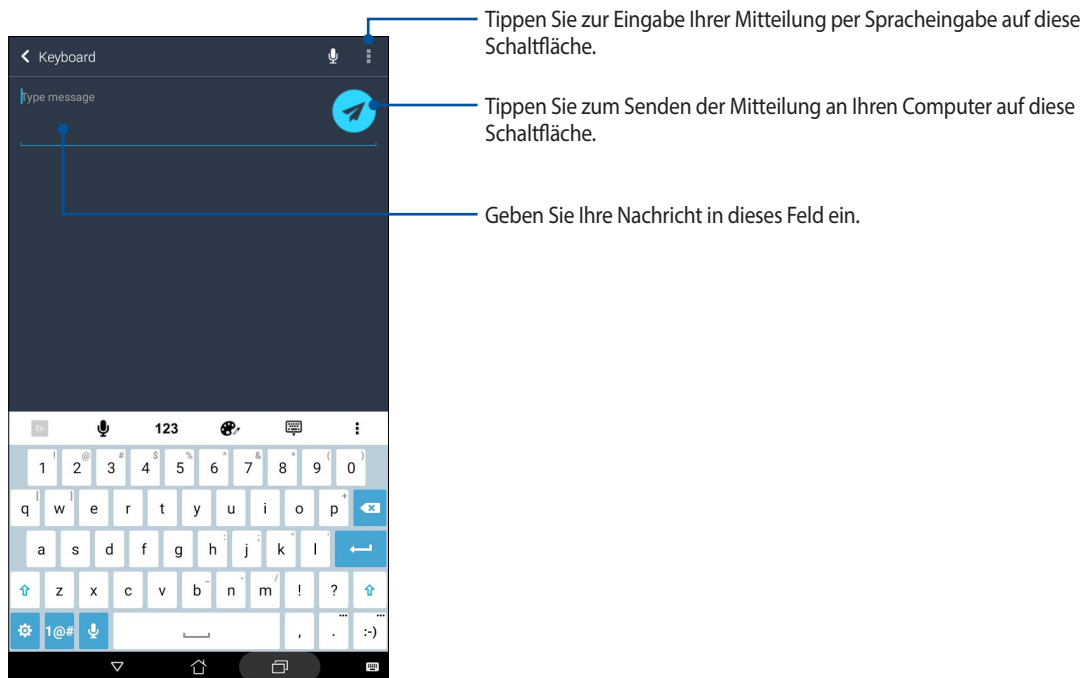 Tippen Sie zur Eingabe Ihrer Mitteilung per Spracheingabe auf diese
Schaltfläche.
Keyboard
Type message
Tippen Sie zum Senden der Mitteilung an Ihren Computer auf diese
Schaltfläche.
Geben Sie Ihre Nachricht in dieses Feld ein.
En 123
1 ! 2 @ 3 # 4 $ 5 % 6 ^ 7 & 8 * 9 ( 0 )
q [ w ] e r t y u i o p +
a s d f g h : j ; k " l '
z x c v b _ n - m / ! ?
1@# , . ... :-) ...